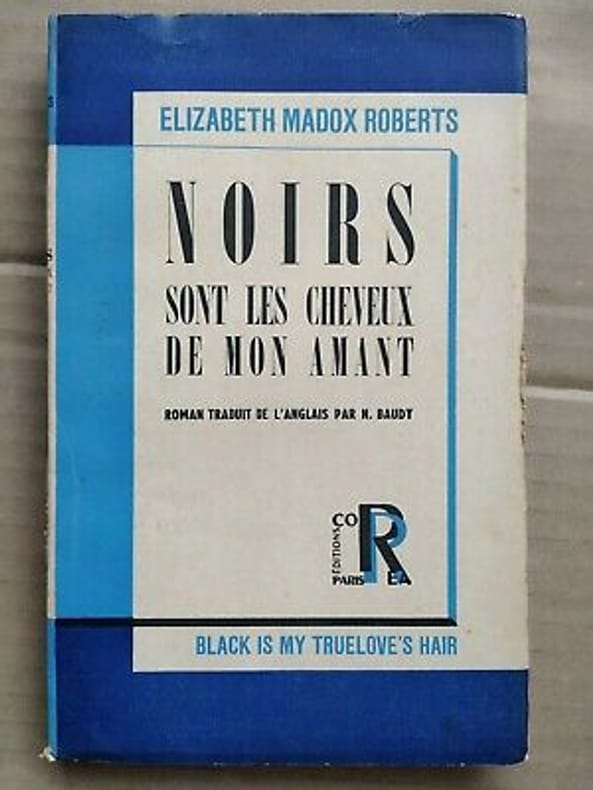 ELIZABETH MADOX ROBERTS
NOIRS
SONT LES CHEVEUX
DE MON AMANT
ROMAN TRADUIT DE L'ANGLAIS PAR N. BAUDY
EDITIONS
CORREA
PARIS
BLACK IS MY TRUELOVE'S HAIR